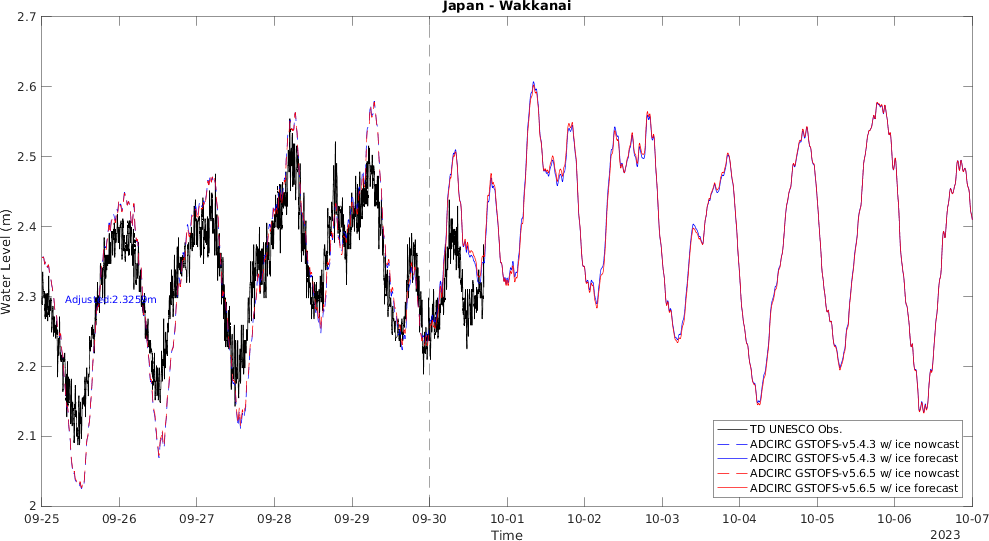 Japan - Wakkanai
2.7
2.6
2.5
2.4
2.3
2.2
2.1
2
Water Level (m)
Adjusted:2.3259m
TD UNESCO Obs.
ADCIRC GSTOFS-v5.4.3 w/ ice nowcast
ADCIRC GSTOFS-v5.4.3 w/ ice forecast
ADCIRC GSTOFS-v5.6.5 w/ ice nowcast
ADCIRC GSTOFS-v5.6.5 w/ ice forecast
09-25 09-26 09-27 09-28 09-29 09-30 10-01 10-02 10-03 10-04 10-05 10-06 10-07
Time
2023